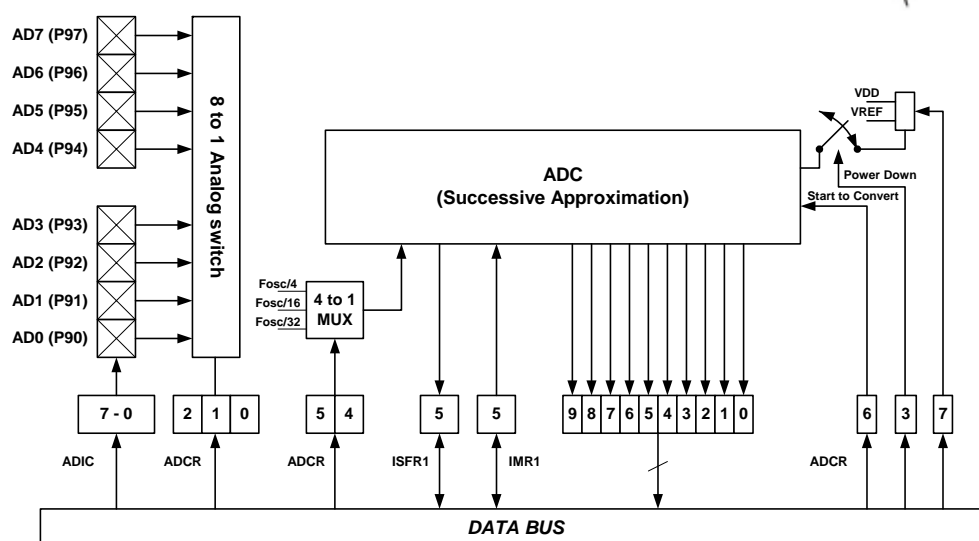 AD7 (P97)
AD6 (P96)
AD5 (P95)
AD4 (P94)
AD3 (P93)
AD2 (P92)
AD1 (P91)
AD0 (P90)
8 to 1 Analog switch
ADC
(Successive Approximation)
VDD
VREF
Power Down
Start to Convert
Fosc/4
Fosc/16
Fosc/32
4 to 1
MUX
7 - 0
2 1 0
5 4
5
5
9 8 7 6 5 4 3 2 1 0
6
3
7
ADIC
ADCR
ADCR
ISFR1
IMR1
ADCR
DATA BUS